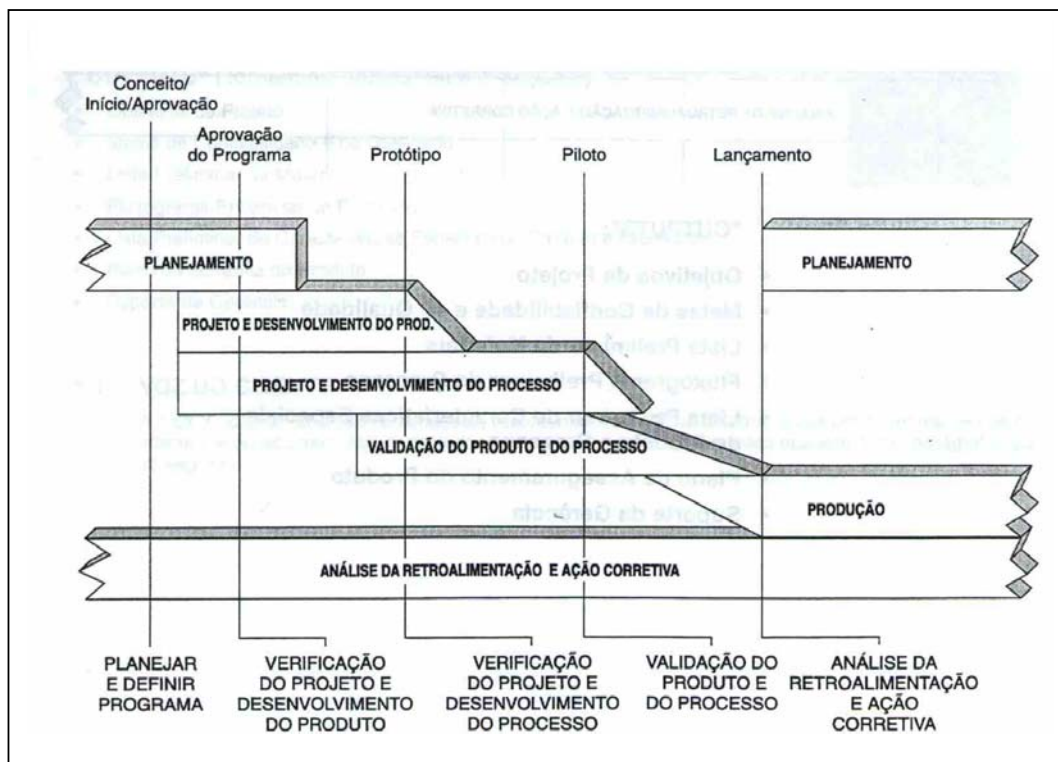 Conceito/
Início/Aprovação
Aprovação
do Programa
Protótipo
Piloto
Lançamento
PLANEJAMENTO
PLANEJAMENTO
PROJETO E DESENVOLVIMENTO DO PROD.
PROJETO E DESEMVOLVIMENTO DO PROCESSO
VALIDAÇÃO DO PRODUTO E DO PROCESSO
PRODUÇÃO
ANÁLISE DA RETROALIMENTAÇÃO E AÇÃO CORRETIVA
PLANEJAR
E DEFINIR
PROGRAMA
VERIFICAÇÃO
DO PROJETO E
DESENVOLVIMENTO
DO PRODUTO
VERIFICAÇÃO
DO PROJETO E
DESENVOLVIMENTO
DO PROCESSO
VALIDAÇÃO DO
PRODUTO E
DO PROCESSO
ANÁLISE DA
RETROALIMENTAÇÃO
E AÇÃO
CORRETIVA